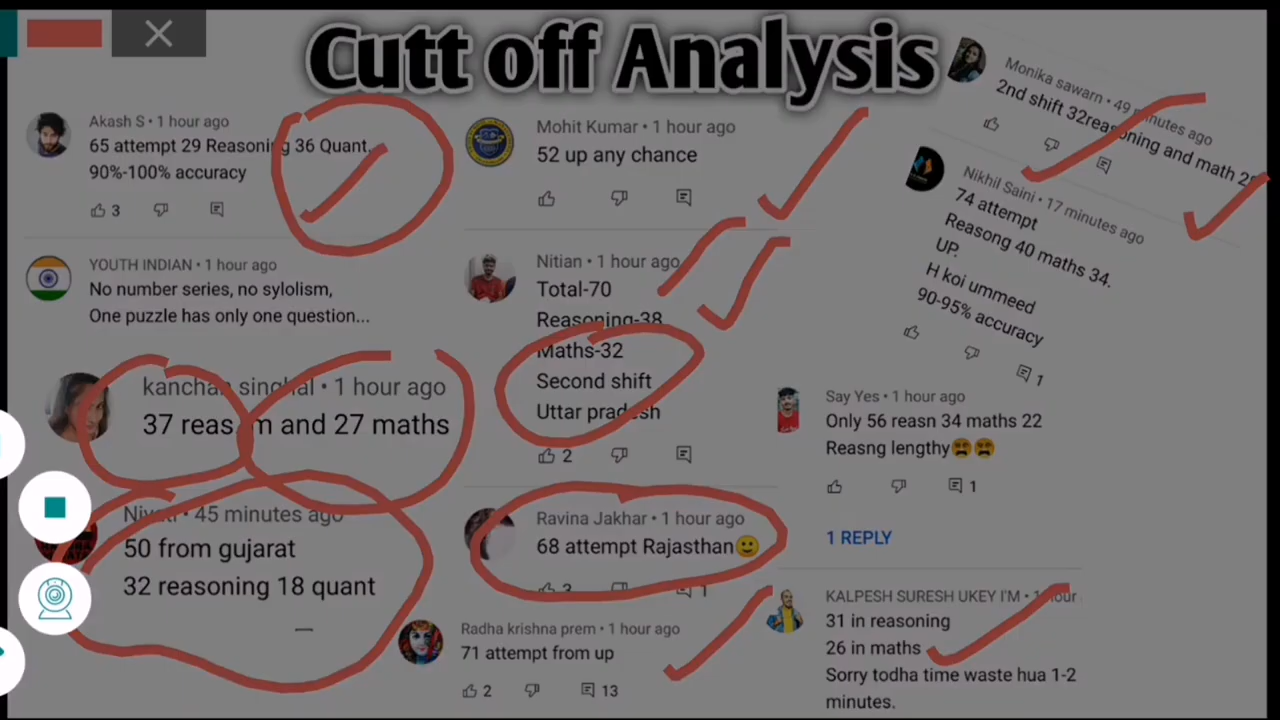 Cutt off Analysis
Akash S • 1 hour ago
65 attempt 29 Reasoning 36 Quant.
90%-100% accuracy
3
YOUTH INDIAN • 1 hour ago
No number series, no sylolism,
One puzzle has only one question...
kanchan singhal • 1 hour ago
37 reas m and 27 maths
45 minutes ago
50 from gujarat
32 reasoning 18 quant
Mohit Kumar • 1 hour ago
52 up any chance
Nitian • 1 hour ago
Total-70
Reasoning-38
Maths-32
Second shift
Uttar pradesh
2
Ravina Jakhar • 1 hour ago
68 attempt Rajasthan🙂
3
1
Radha krishna prem • 1 hour ago
71 attempt from up
2
13
Monika sawarn • 49 minutes ago
2nd shift 32reasoning and math
Nikhil Saini • 17 minutes ago
74 attempt
Reasong 40 maths 34.
UP.
H koi ummeed
90-95% accuracy
1
Say Yes • 1 hour ago
Only 56 reasn 34 maths 22
Reasng lengthy😫😫
1
1 REPLY
KALPESH SURESH UKEY I'M • 1 hour
31 in reasoning
26 in maths
Sorry todha time waste hua 1-2
minutes.